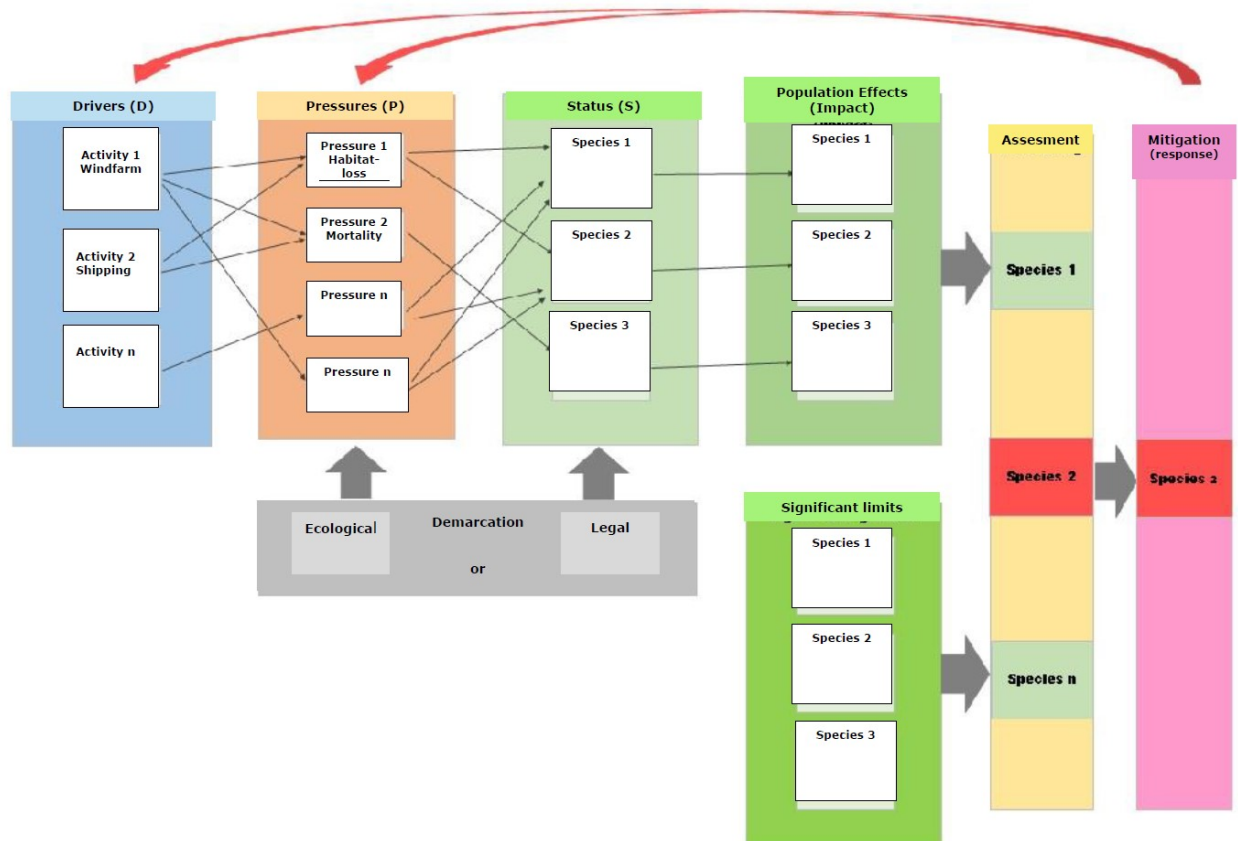 Drivers (D)
Activity 1
Windfarm
Activity 2
Shipping
Activity n
Pressures (P)
Pressure 1
Habitat-
loss
Pressure 2
Mortality
Pressure n
Pressure n
Status (S)
Species 1
Species 2
Species 3
Population Effects
(Impact)
Species 1
Species 2
Species 3
Assesment
Species 1
Species 2
Species n
Mitigation
(response)
Species 2
Ecological
Demarcation
or
Legal
Significant limits
Species 1
Species 2
Species 3